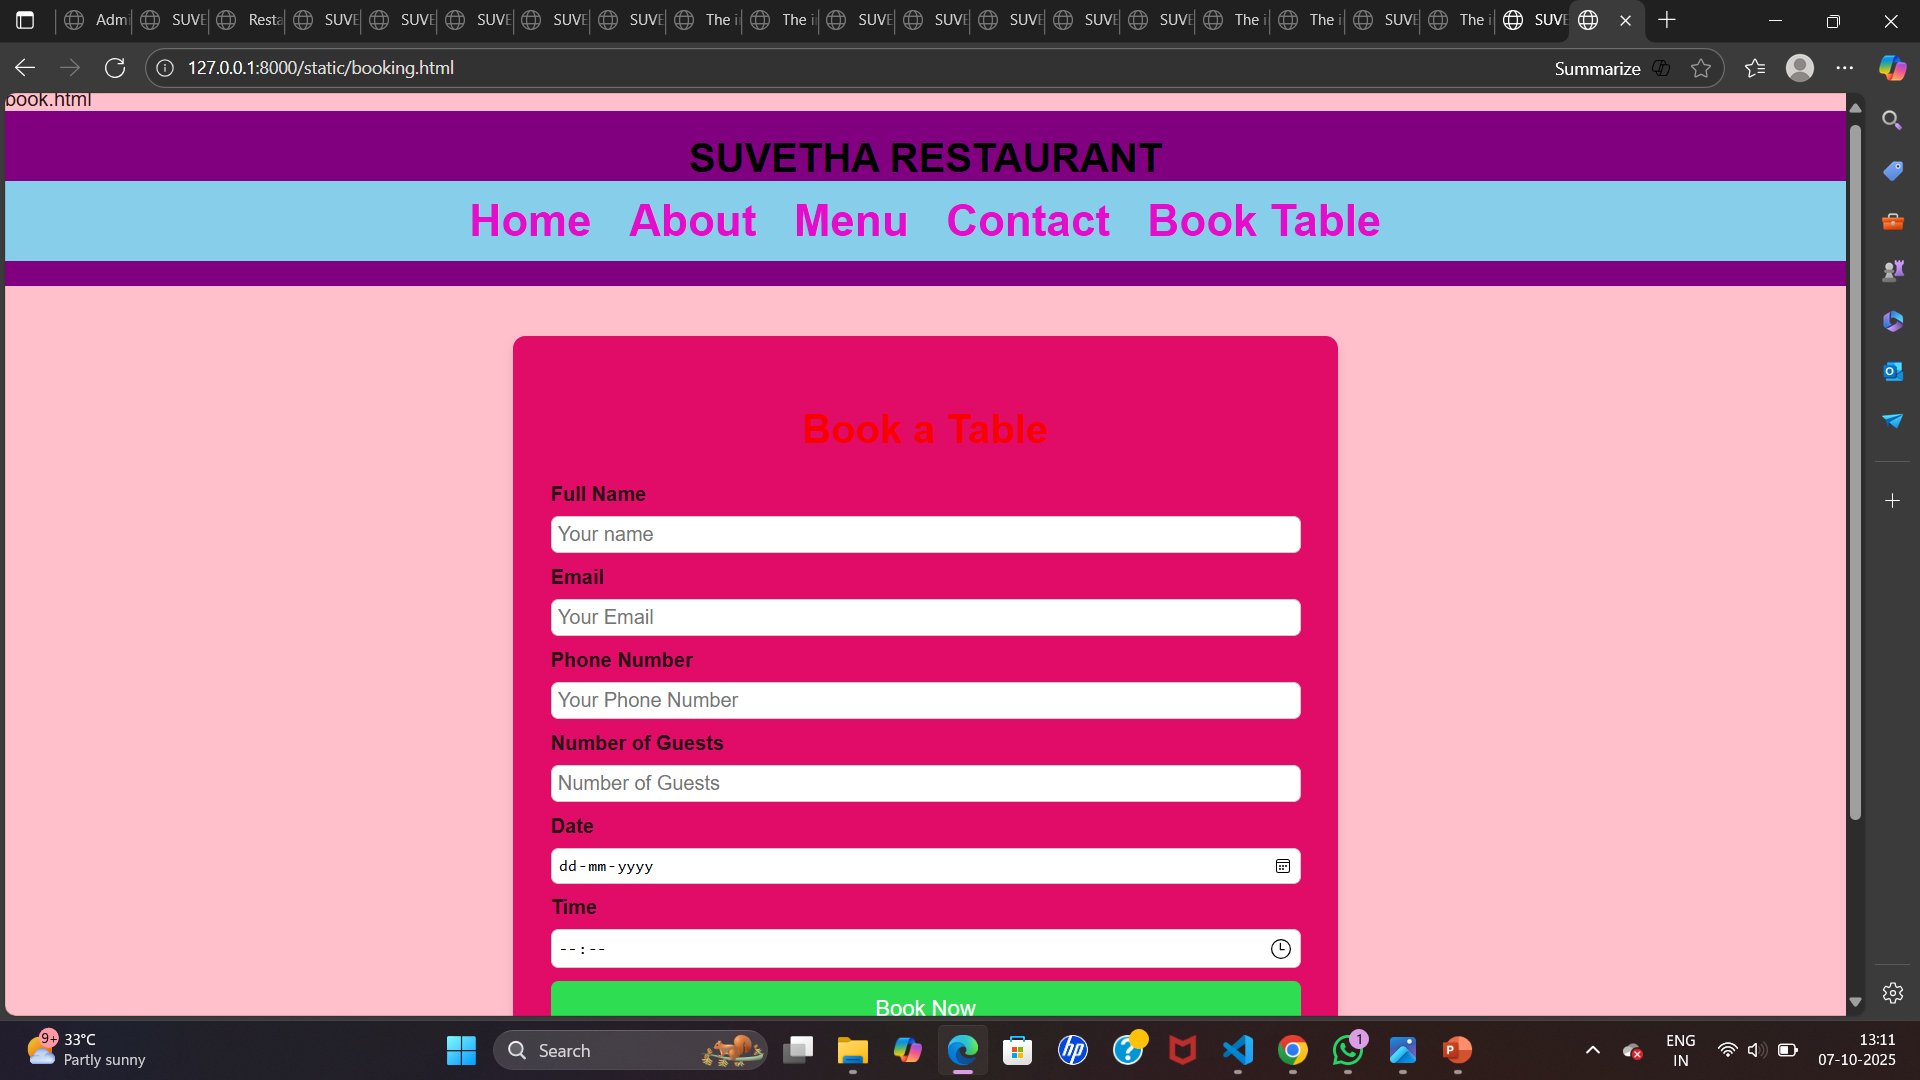 Adm SUVE Resta SUVE SUVE SUVE SUVE SUVE The i The i SUVE SUVE SUVE SUVE SUVE The i The i SUVE The i SUVE
127.0.0.1:8000/static/booking.html Summarize
book.html
SUVETHA RESTAURANT
Home About Menu Contact Book Table
Book a Table
Full Name
Your name
Email
Your Email
Phone Number
Your Phone Number
Number of Guests
Number of Guests
Date
dd-mm-yyyy
Time
--:--
Book Now
9+ 33°C
Partly sunny
Search
1
ENG
IN
13:11
07-10-2025